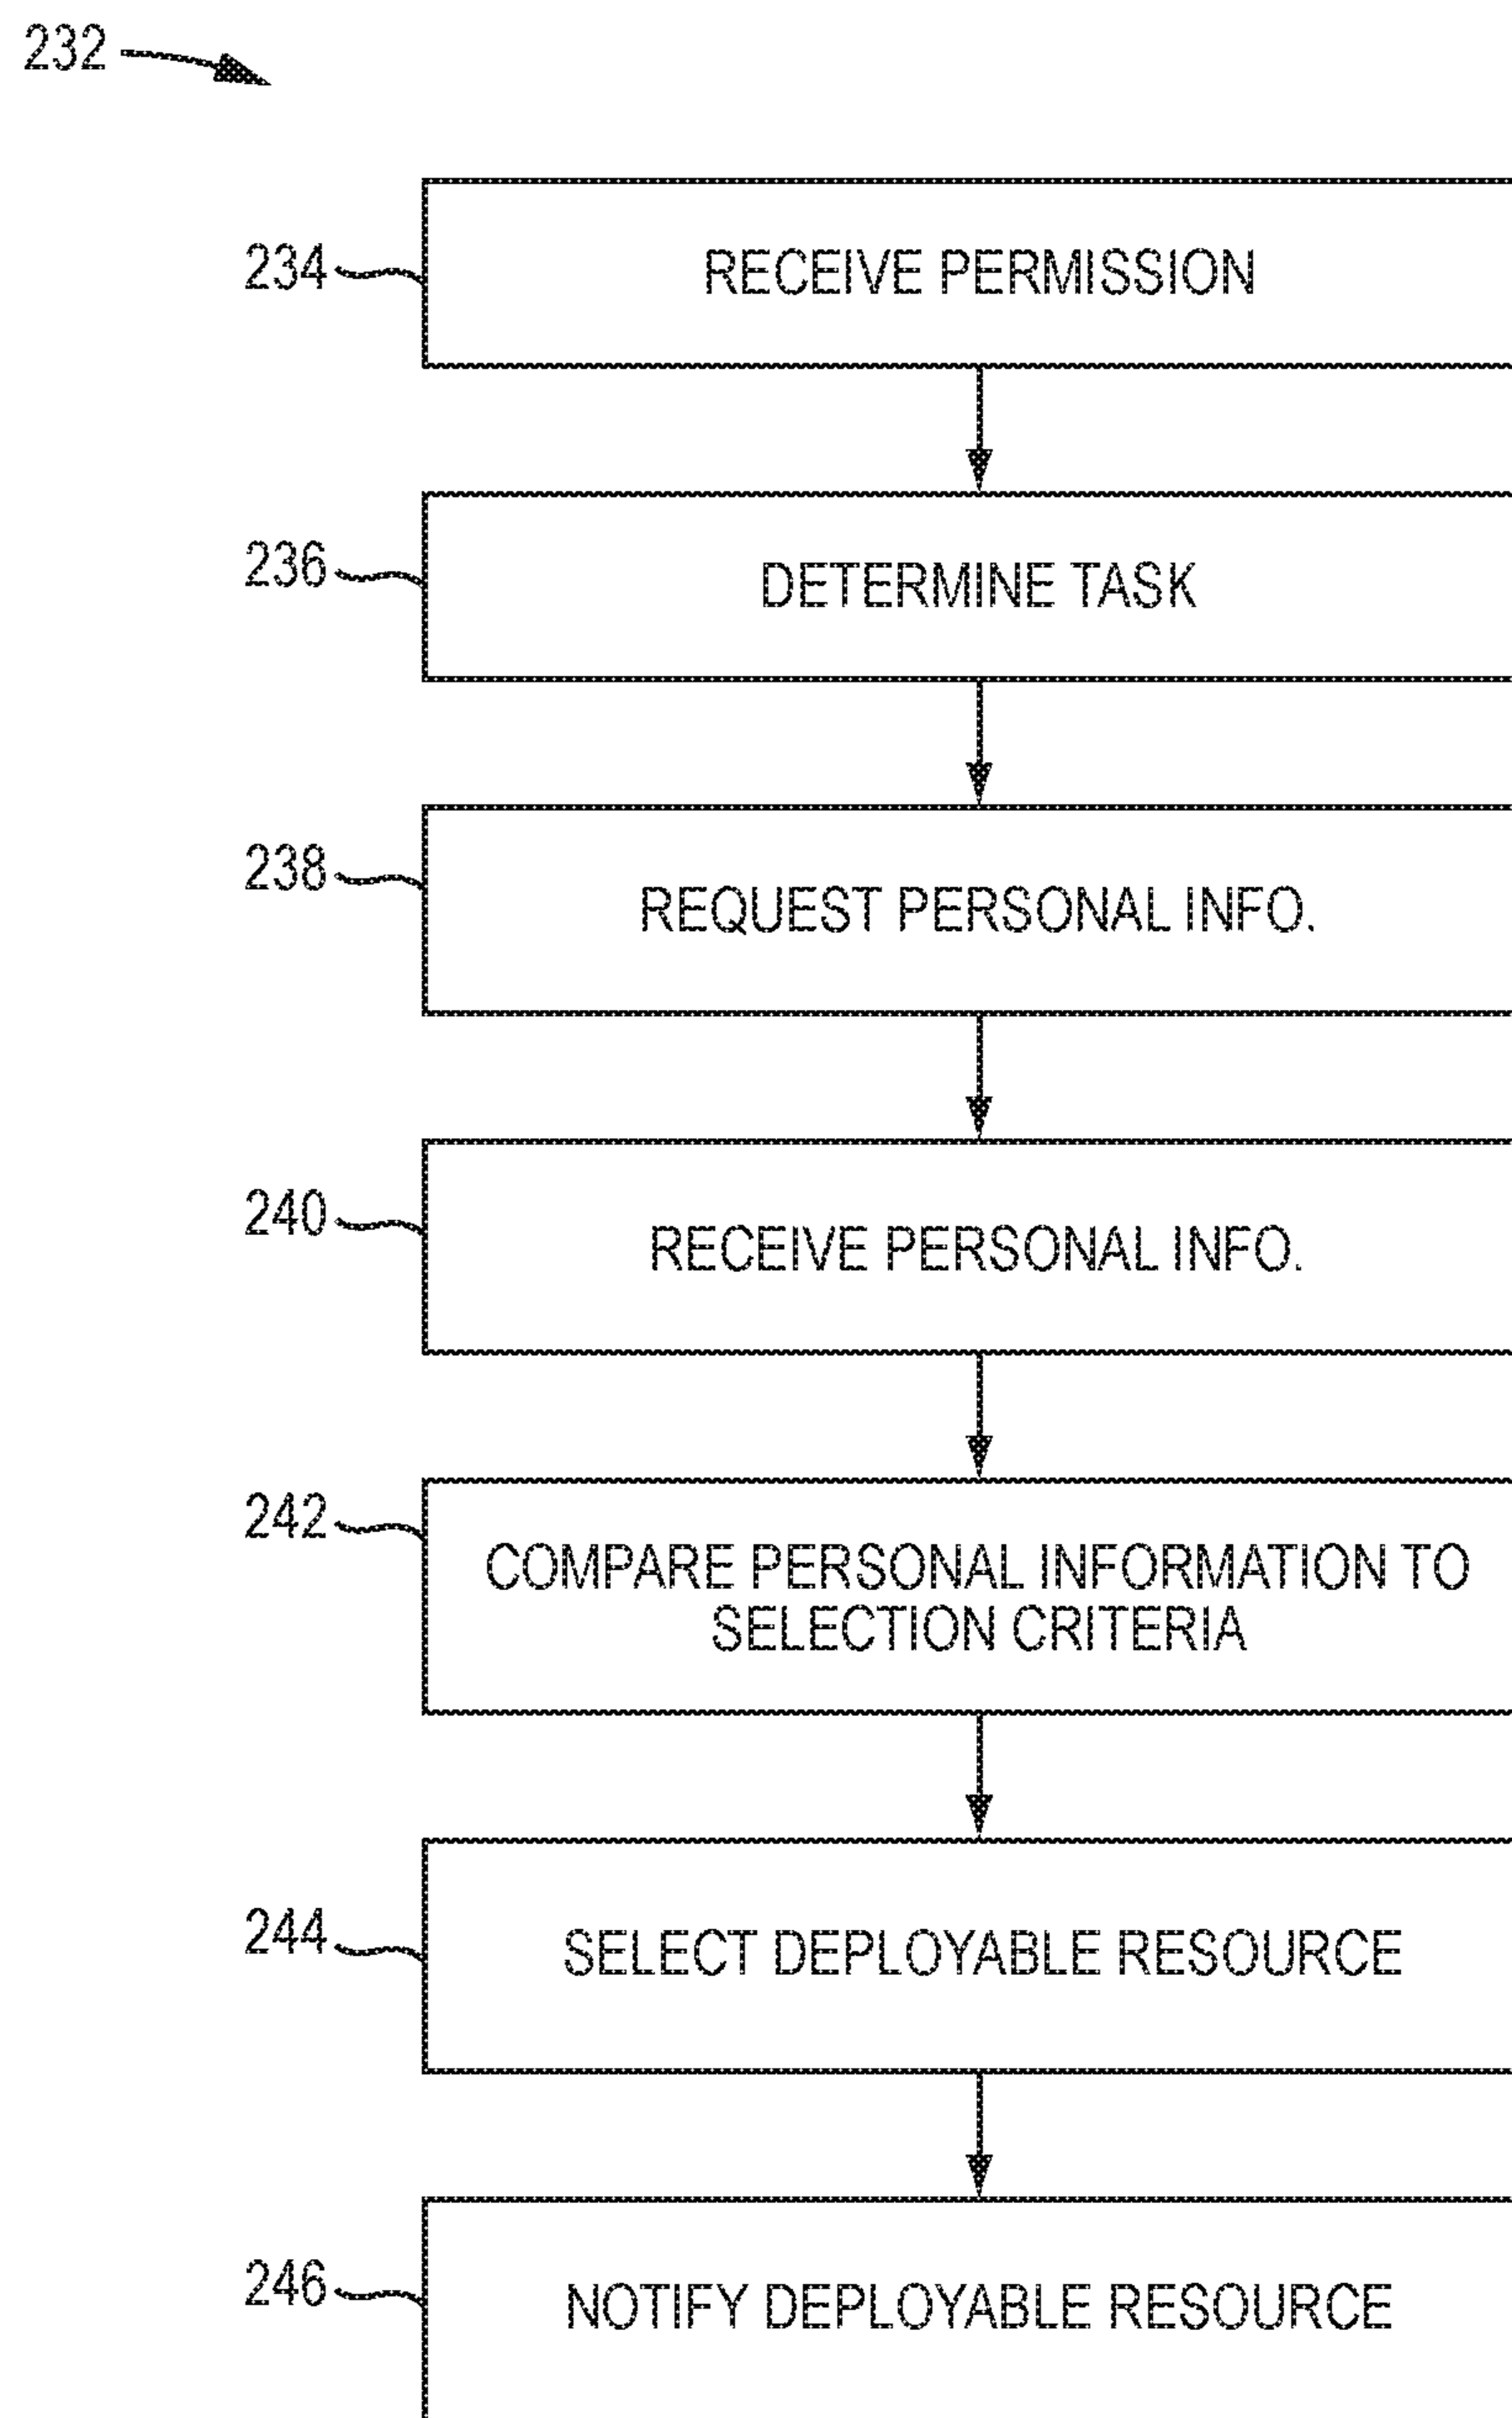 232
234
RECEIVE PERMISSION
236
DETERMINE TASK
238
REQUEST PERSONAL INFO.
240
RECEIVE PERSONAL INFO.
242
COMPARE PERSONAL INFORMATION TO
SELECTION CRITERIA
244
SELECT DEPLOYABLE RESOURCE
246
NOTIFY DEPLOYABLE RESOURCE